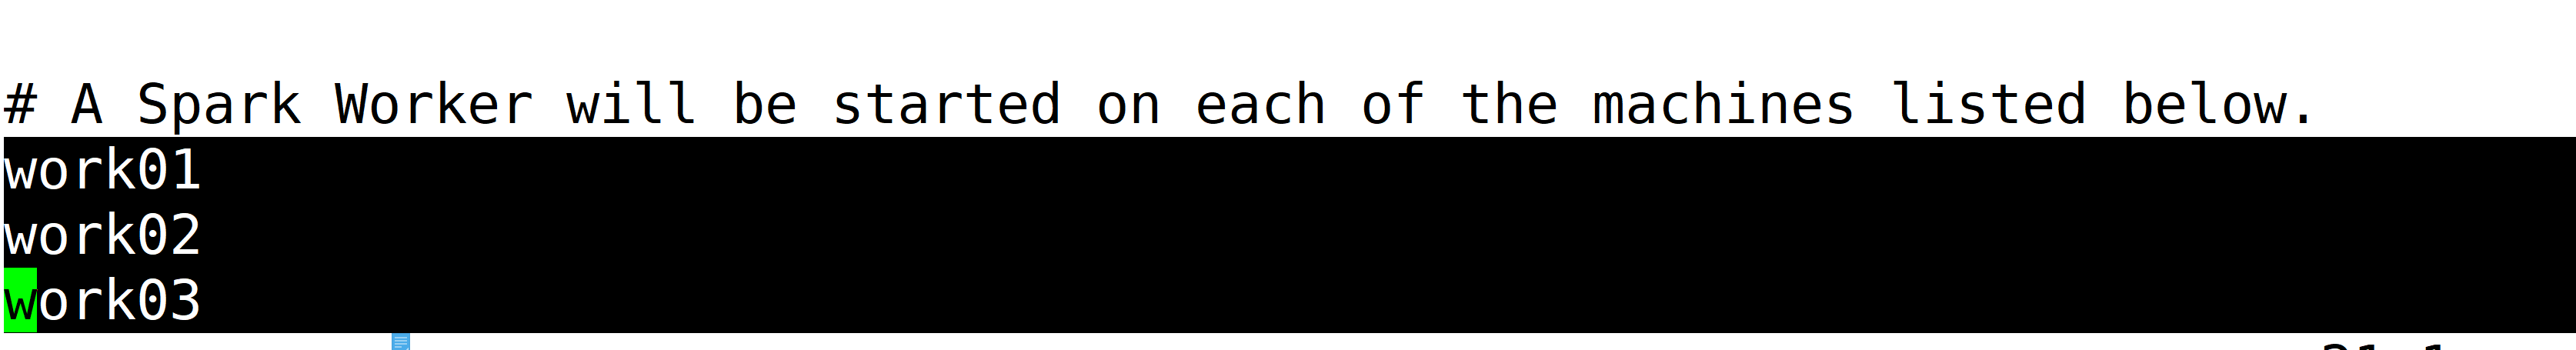 # A Spark Worker will be started on each of the machines listed below.
work01
work02
work03